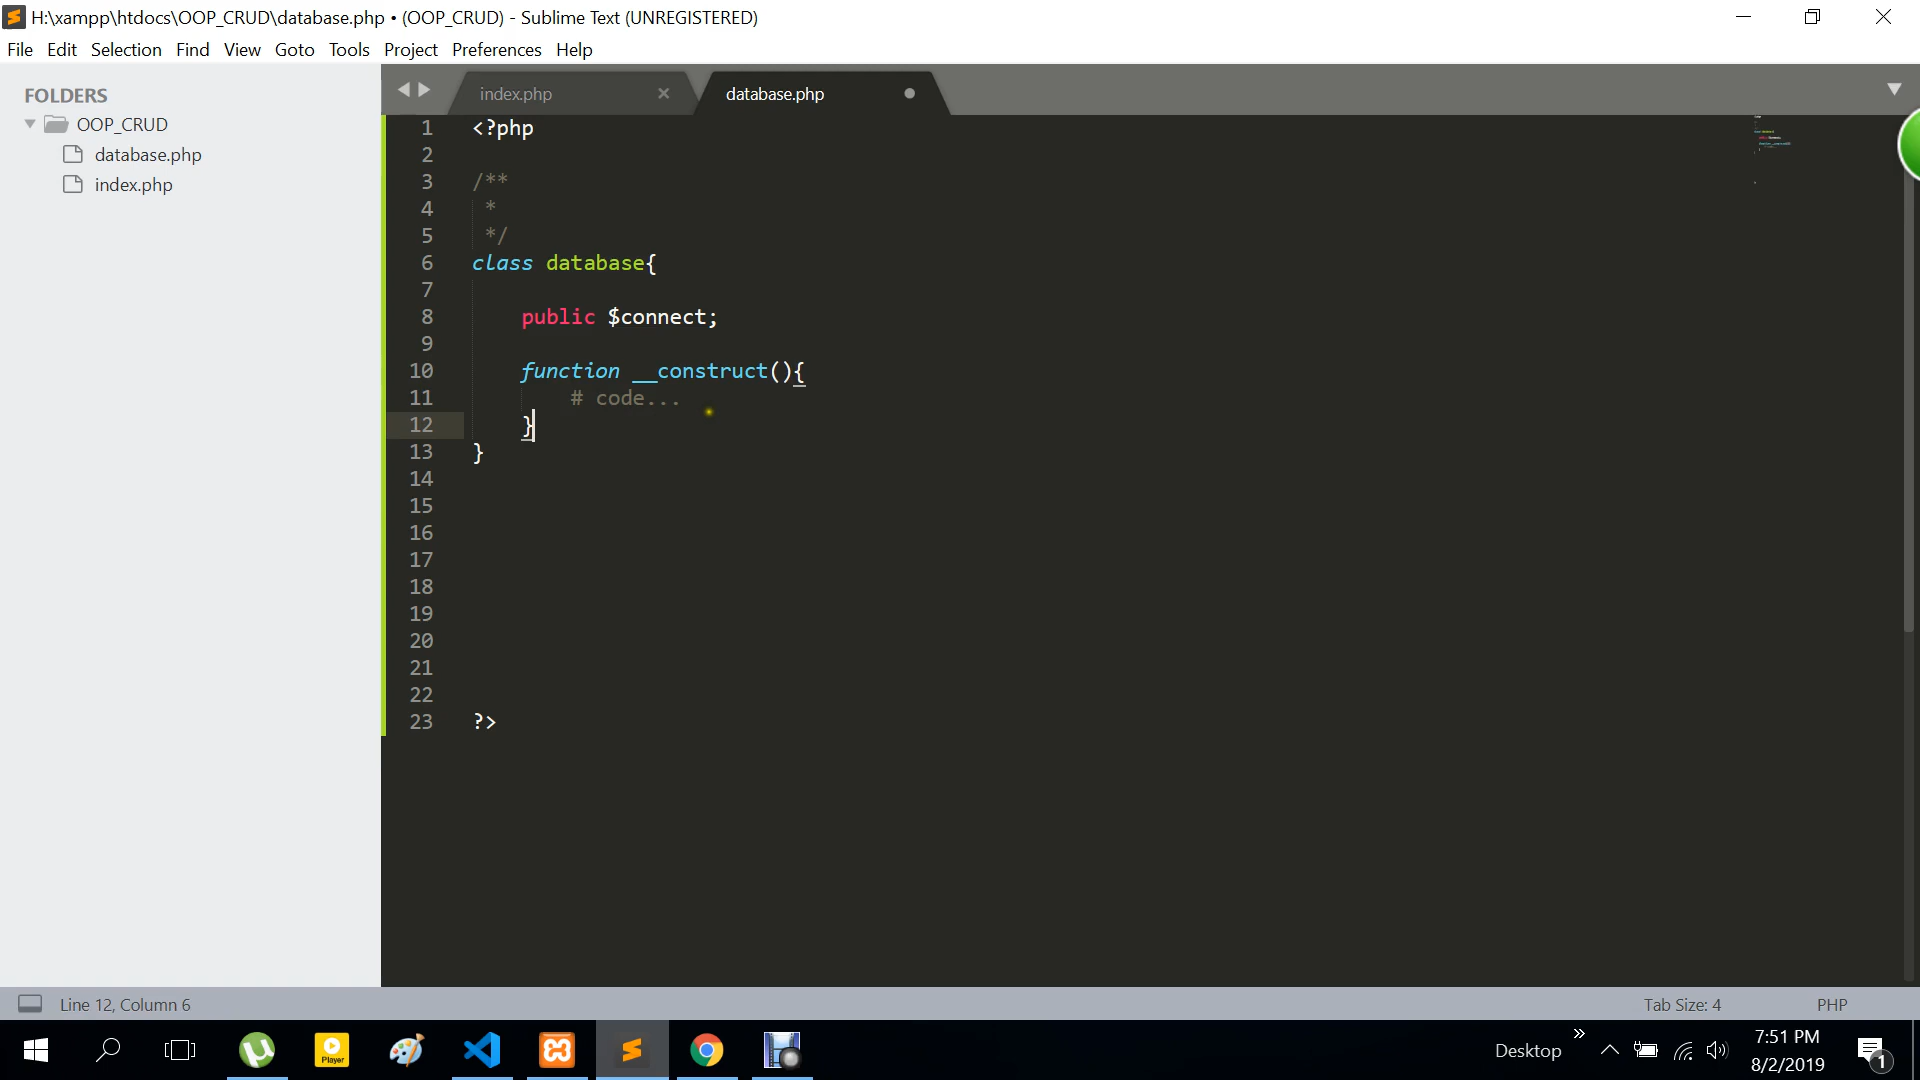 H:\xampp\htdocs\OOP_CRUD\database.php • (OOP_CRUD) - Sublime Text (UNREGISTERED)
File Edit Selection Find View Goto Tools Project Preferences Help
FOLDERS
OOP_CRUD
database.php
index.php
index.php
database.php
1 <?php
2
3 /**
4 *
5 */
6 class database{
7
8 public $connect;
9
10 function __construct(){
11 # code...
12 }
13 }
14
15
16
17
18
19
20
21
22
23 ?>
Line 12, Column 6
Tab Size: 4
PHP
Player
Desktop
7:51 PM
8/2/2019
1